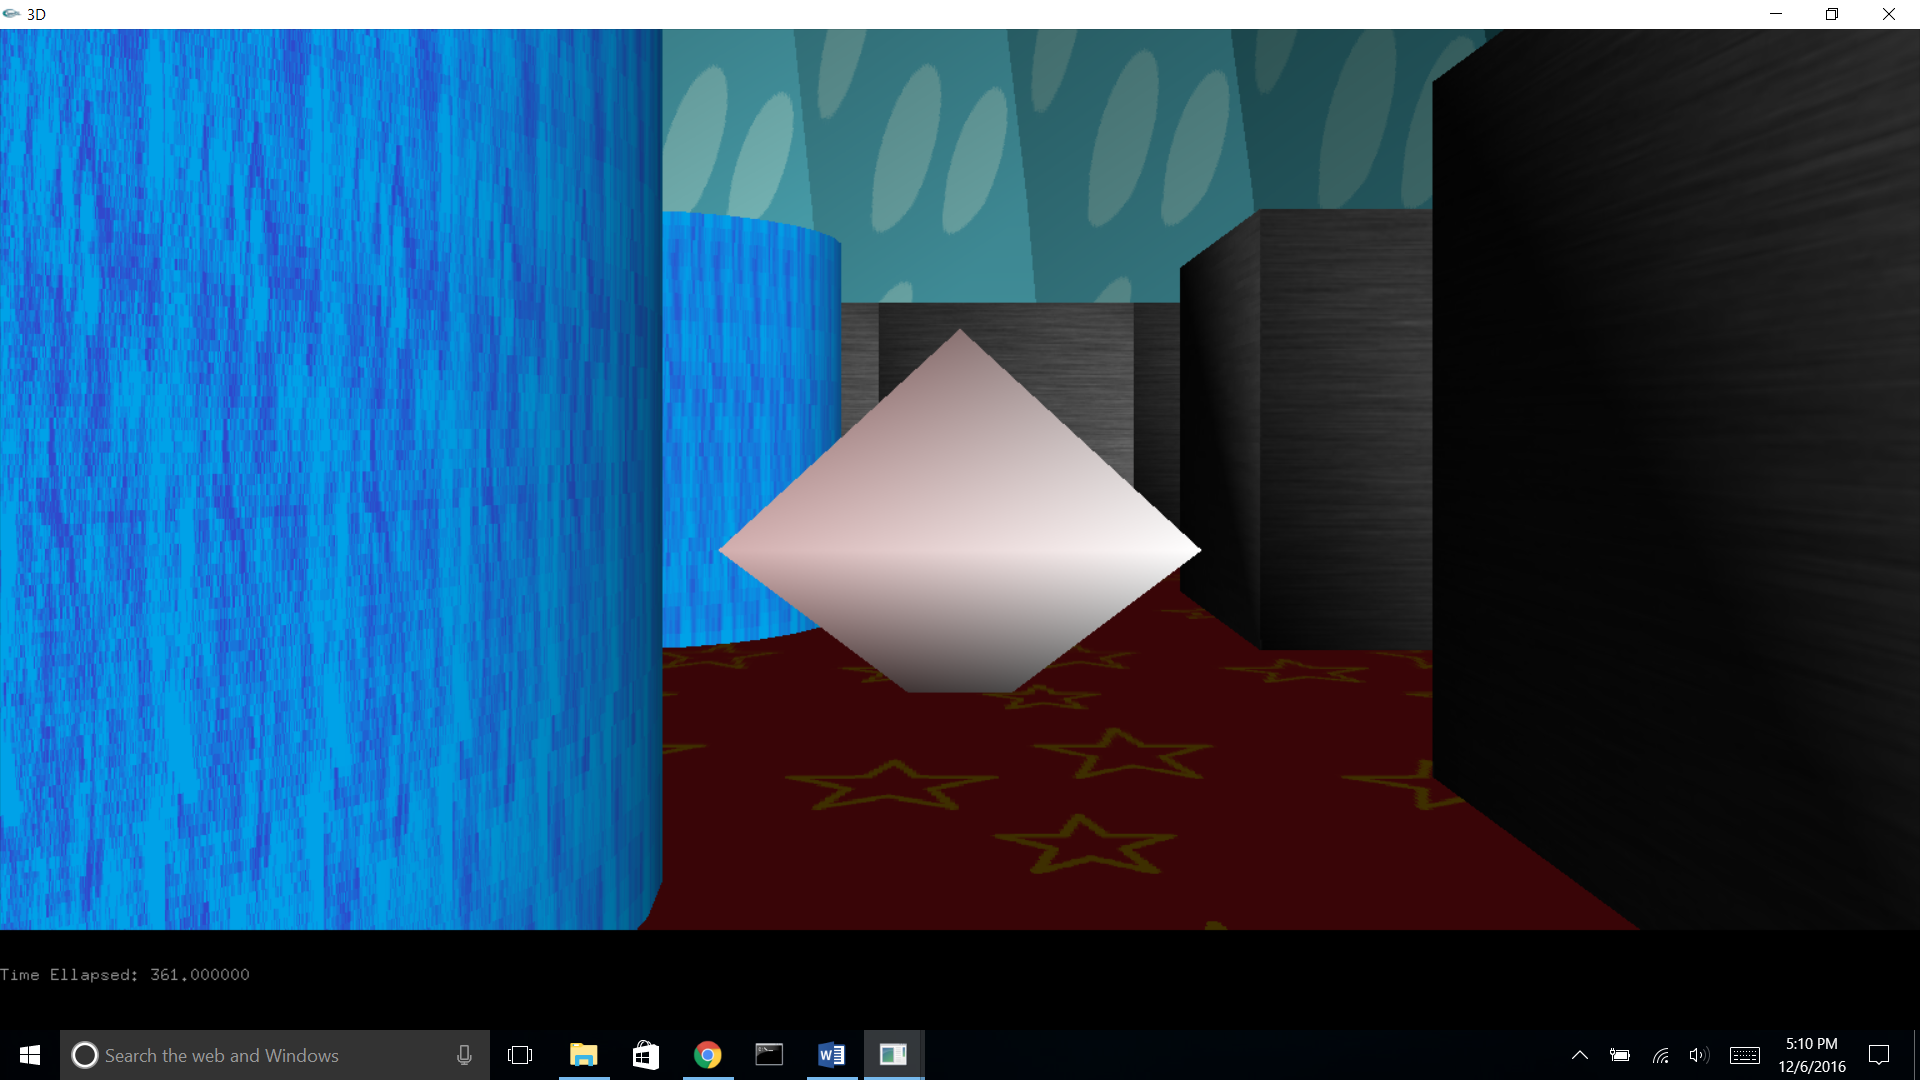 3D
Time Ellapsed: 361.000000
Search the web and Windows
5:10 PM
12/6/2016